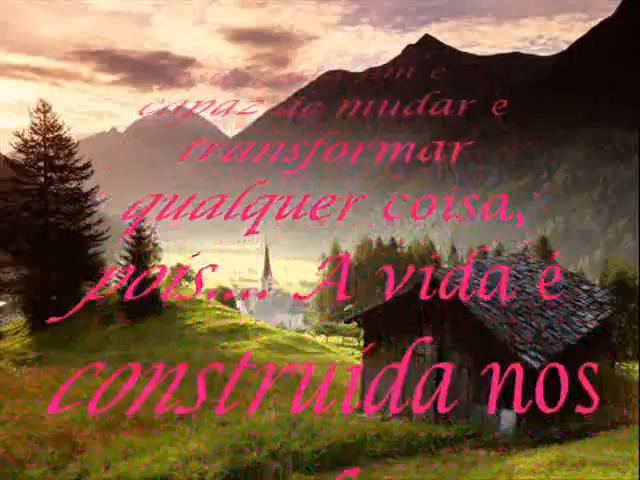 é
capaz de mudar e
transformar
qualquer coisa,
pois.... A vida é
construída nos